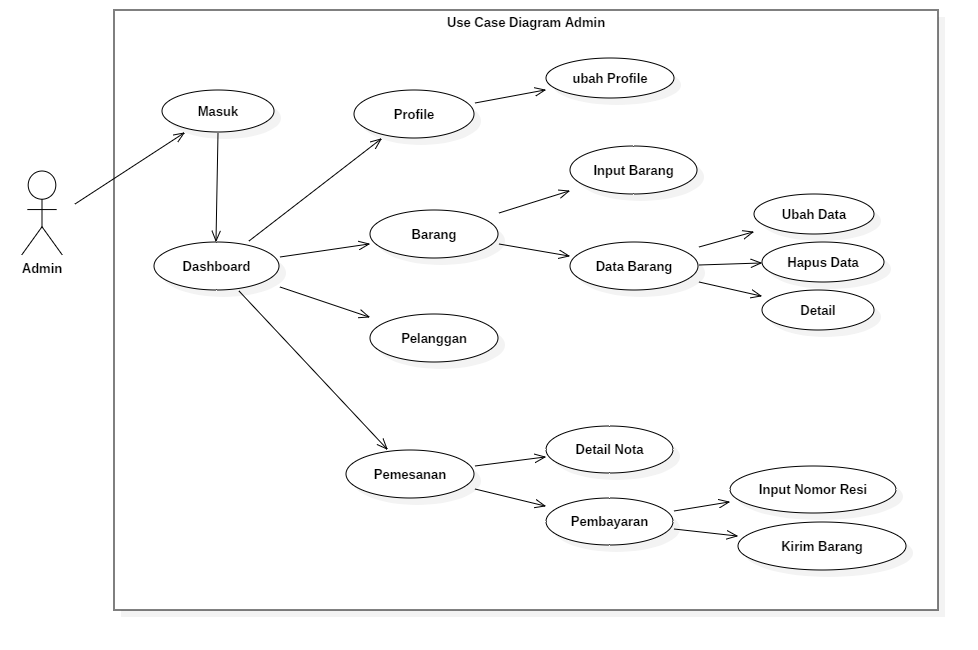 Use Case Diagram Admin
ubah Profile
Masuk
Profile
Input Barang
Ubah Data
Barang
Admin
Dashboard
Data Barang
Hapus Data
Detail
Pelanggan
Detail Nota
Pemesanan
Input Nomor Resi
Pembayaran
Kirim Barang